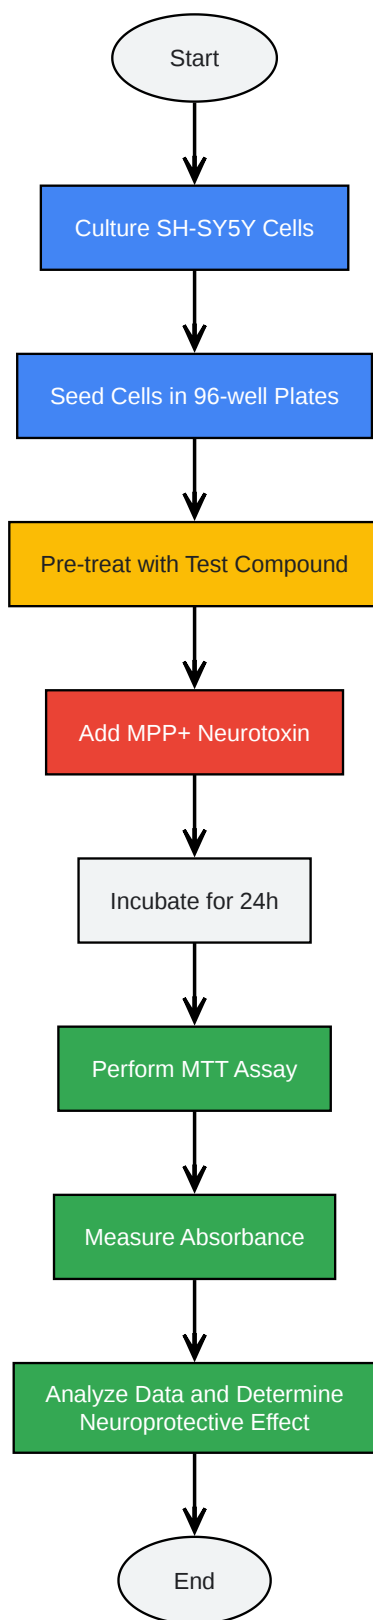 Start
Culture SH-SY5Y Cells
Seed Cells in 96-well Plates
Pre-treat with Test Compound
Add MPP+ Neurotoxin
Incubate for 24h
Perform MTT Assay
Measure Absorbance
Analyze Data and Determine
Neuroprotective Effect
End